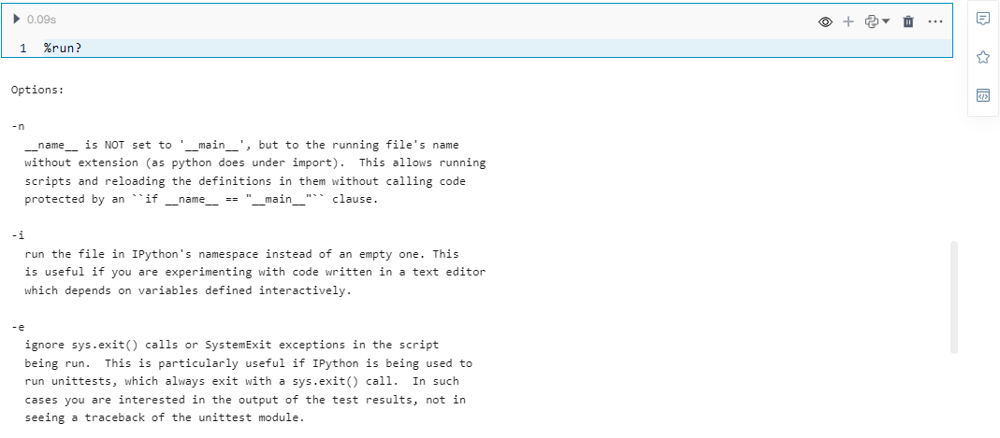 0.09s
1 %run?
Options:
-n
__name__ is NOT set to '__main__', but to the running file's name
without extension (as python does under import).  This allows running
scripts and reloading the definitions in them without calling code
protected by an ``if __name__ == "__main__"`` clause.
-i
run the file in IPython's namespace instead of an empty one. This
is useful if you are experimenting with code written in a text editor
which depends on variables defined interactively.
-e
ignore sys.exit() calls or SystemExit exceptions in the script
being run.  This is particularly useful if IPython is being used to
run unittests, which always exit with a sys.exit() call.  In such
cases you are interested in the output of the test results, not in
seeing a traceback of the unittest module.